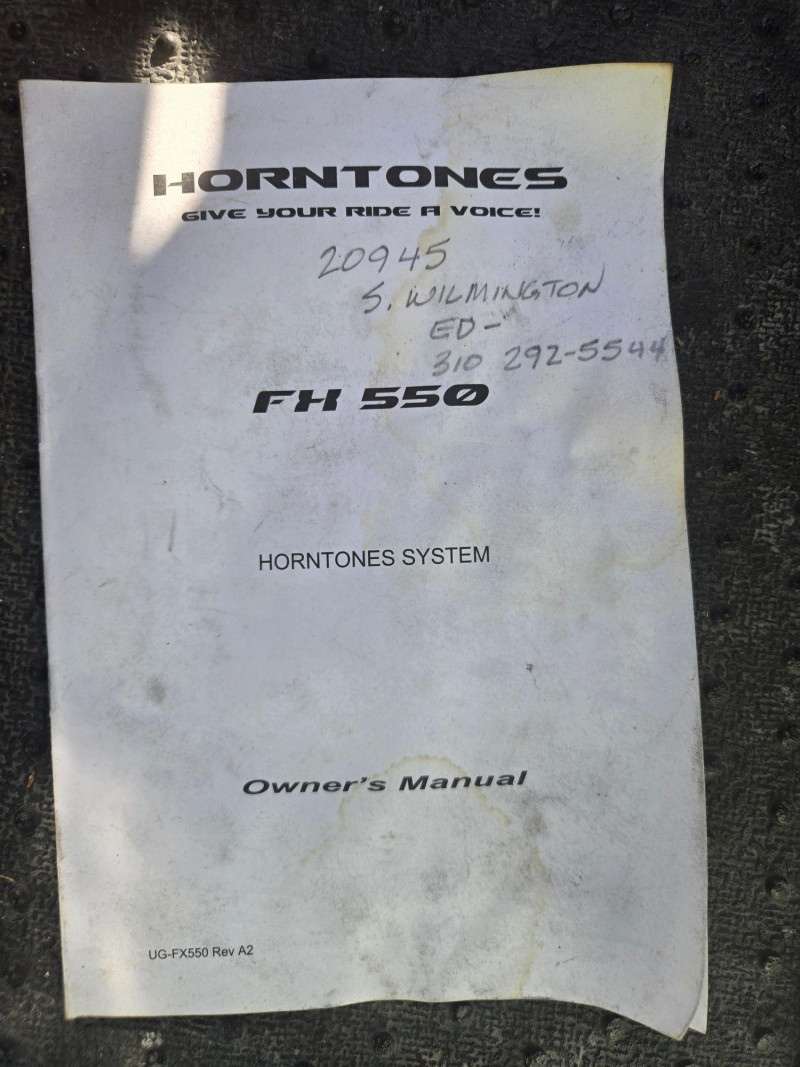 HORNTONES
GIVE YOUR RIDE A VOICE!
20945
S. WILMINGTON
ED-
310 292-5544
FX 550
HORNTONES SYSTEM
Owner's Manual
UG-FX550 Rev A2